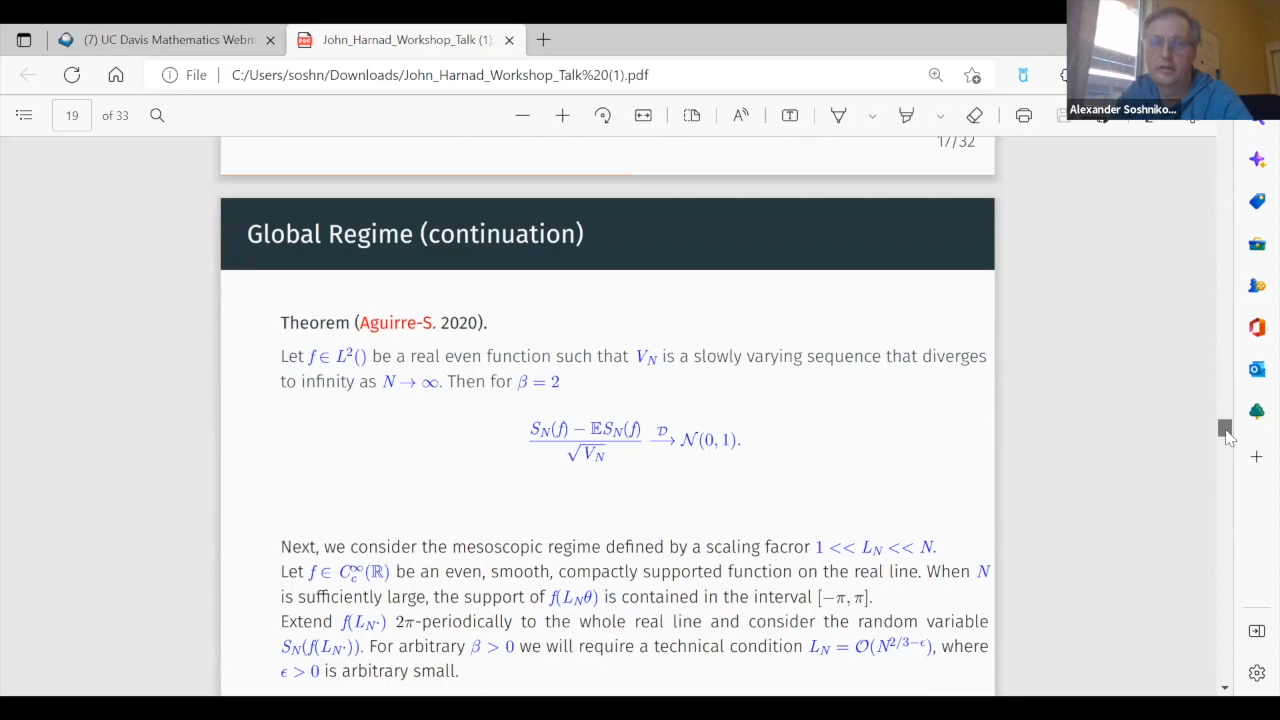 (7) UC Davis Mathematics Webm
John_Harnad_Workshop_Talk (1).
File
C:/Users/soshn/Downloads/John_Harnad_Workshop_Talk%20(1).pdf
Alexander Soshniko...
19 of 33
17/32
Global Regime (continuation)
Theorem (Aguirre-S. 2020).
Let f ∈ L²() be a real even function such that V_N is a slowly varying sequence that diverges
to infinity as N → ∞. Then for β = 2
(S_N(f) − 𝔼S_N(f)) / √V_N →^𝒟 𝒩(0, 1).
Next, we consider the mesoscopic regime defined by a scaling facror 1 << L_N << N.
Let f ∈ C_c^∞(ℝ) be an even, smooth, compactly supported function on the real line. When N
is sufficiently large, the support of f(L_Nθ) is contained in the interval [−π, π].
Extend f(L_N·) 2π-periodically to the whole real line and consider the random variable
S_N(f(L_N·)). For arbitrary β > 0 we will require a technical condition L_N = 𝒪(N^{2/3−ϵ}), where
ϵ > 0 is arbitrary small.